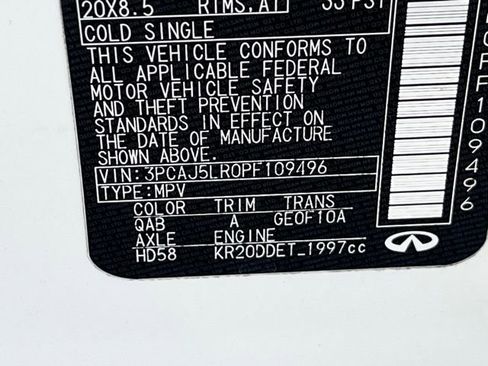 20X8.5 RIMS,AT 33 PSI
COLD SINGLE
THIS VEHICLE CONFORMS TO
ALL APPLICABLE FEDERAL
MOTOR VEHICLE SAFETY
AND THEFT PREVENTION
STANDARDS IN EFFECT ON
THE DATE OF MANUFACTURE
SHOWN ABOVE.
VIN: 3PCAJ5LR0PF109496
TYPE:MPV
COLOR TRIM TRANS
QAB A GE0F10A
AXLE ENGINE
HD58 KR20DDET_1997cc
F109496